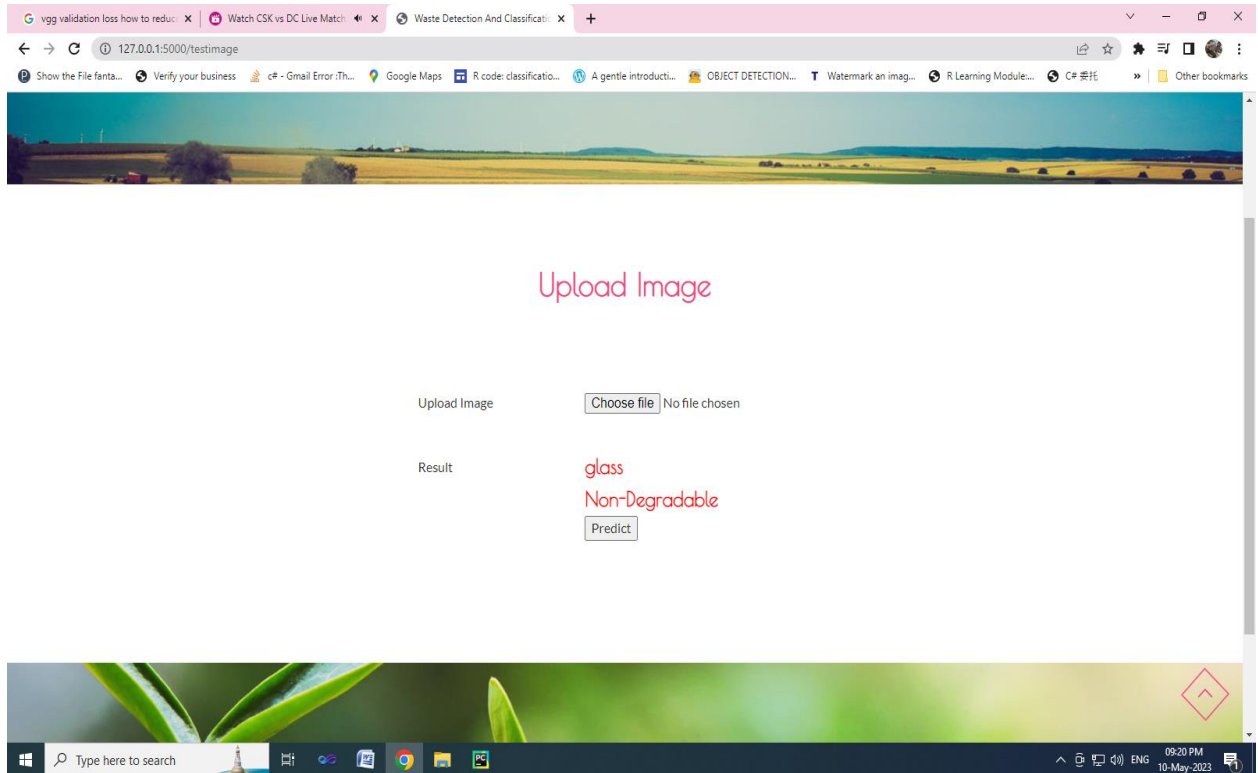 vgg validation loss how to reduc
Watch CSK vs DC Live Match
Waste Detection And Classificatio
127.0.0.1:5000/testimage
Show the File fanta...
Verify your business
c# - Gmail Error :Th...
Google Maps
R code: classificatio...
A gentle introducti...
OBJECT DETECTION...
Watermark an imag...
R Learning Module:...
C# 委托
»
Other bookmarks
Upload Image
Upload Image
Choose file No file chosen
Result
glass
Non-Degradable
Predict
Type here to search
ENG
09:20 PM
10-May-2023